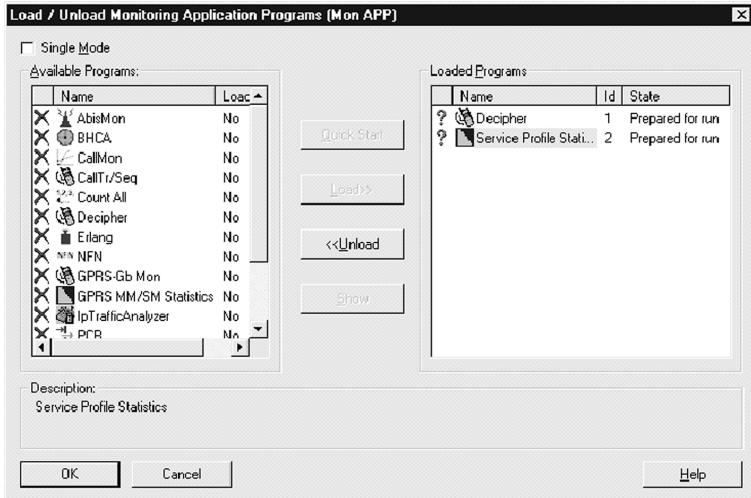 Load / Unload Monitoring Application Programs (Mon APP)
Single Mode
Available Programs:
Name Loac
AbisMon No
BHCA No
CallMon No
CallTr/Seq No
Count All No
Decipher No
Erlang No
NFN NFN No
GPRS-Gb Mon No
GPRS MM/SM Statistics No
IpTrafficAnalyzer No
PCR No
Quick Start
Load>>
<<Unload
Show
Loaded Programs
Name Id State
? Decipher 1 Prepared for run
? Service Profile Stati... 2 Prepared for run
Description:
Service Profile Statistics
OK
Cancel
Help